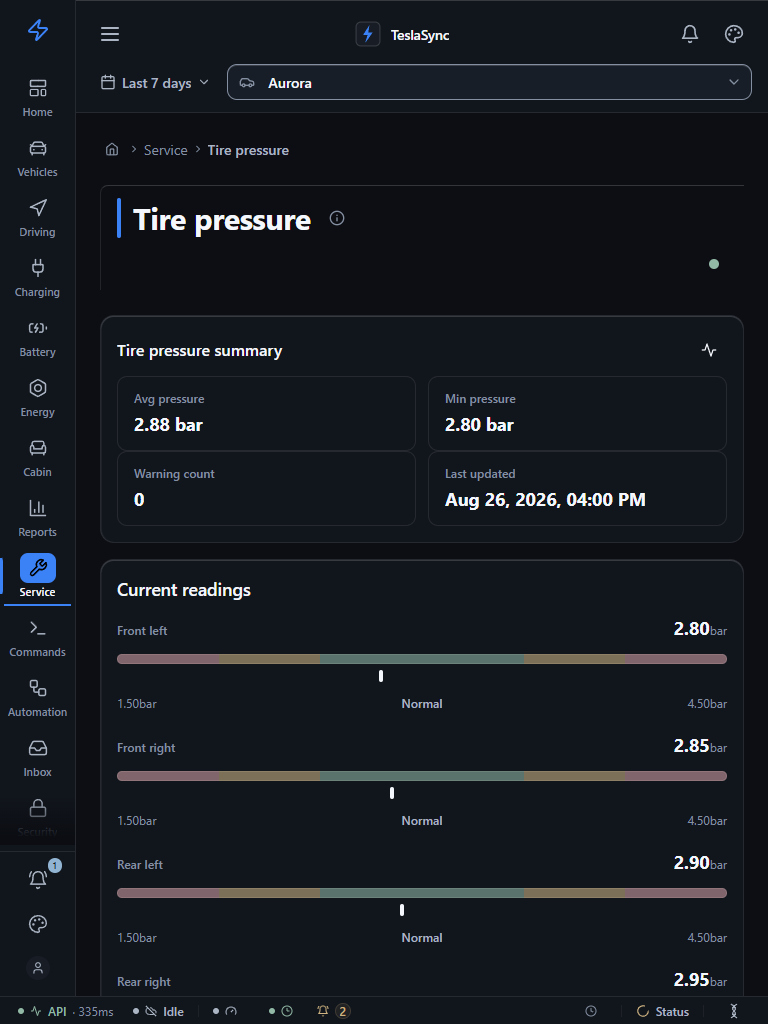 TeslaSync
Last 7 days
Aurora
Home
Vehicles
Driving
Charging
Battery
Energy
Cabin
Reports
Service
Commands
Automation
Inbox
Security
1
Service
Tire pressure
Tire pressure
Tire pressure summary
Avg pressure
2.88 bar
Min pressure
2.80 bar
Warning count
0
Last updated
Aug 26, 2026, 04:00 PM
Current readings
Front left
2.80bar
1.50bar Normal 4.50bar
Front right
2.85bar
1.50bar Normal 4.50bar
Rear left
2.90bar
1.50bar Normal 4.50bar
Rear right
2.95bar
API · 335ms Idle 2 Status